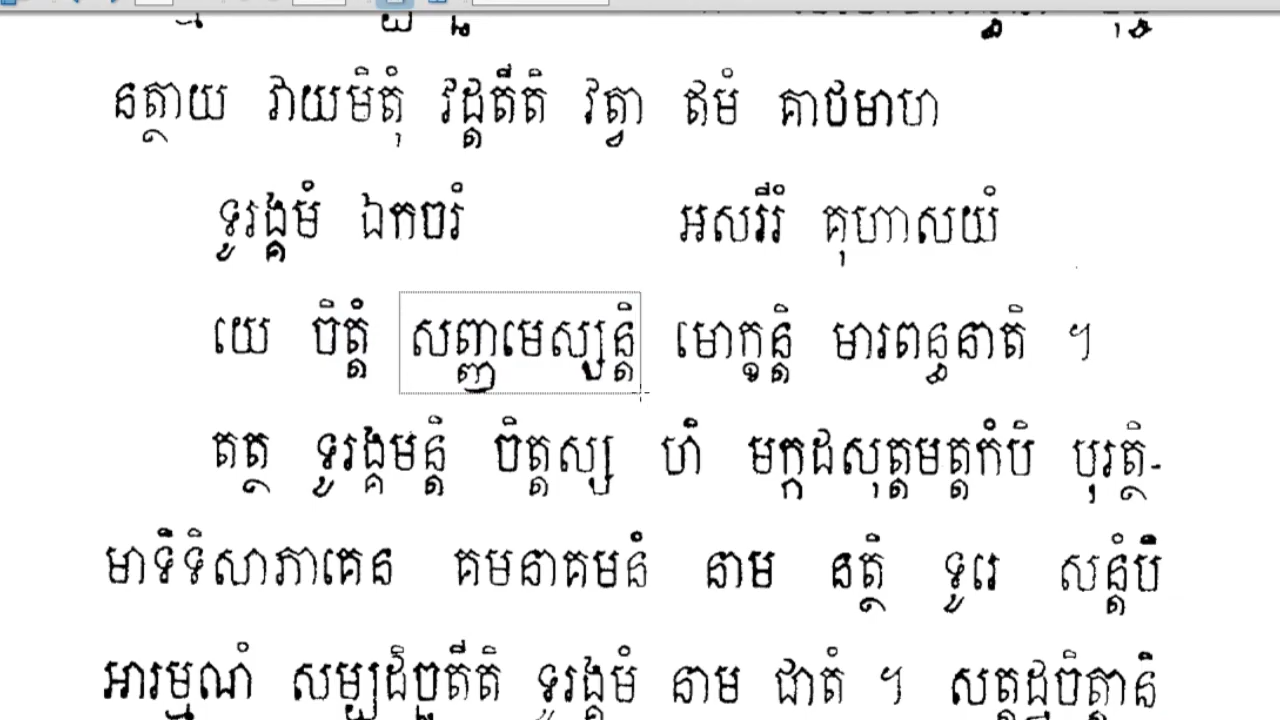 នត្ថាយ វាយមិតុំ វដ្តតីតិ វត្វា ឥមំ គាថមាហ
ទូរង្គមំ ឯកចរំ អសរីរំ គុហាសយំ
យេ ចិត្តំ សញ្ញមេស្សន្តិ មោក្ខន្តិ មារពន្ធនាតិ ។
តត្ថ ទូរង្គមន្តិ ចិត្តស្ស ហិ មក្កដសុត្តមត្តកំបិ បុរត្ថិ-
មាទិទិសាភាគេន គមនាគមនំ នាម នត្ថិ ទូរេ សន្តំបិ
អារម្មណំ សម្បដិច្ឆតីតិ ទូរង្គមំ នាម ជាតំ ។ សត្តដ្ឋចិត្តានិ